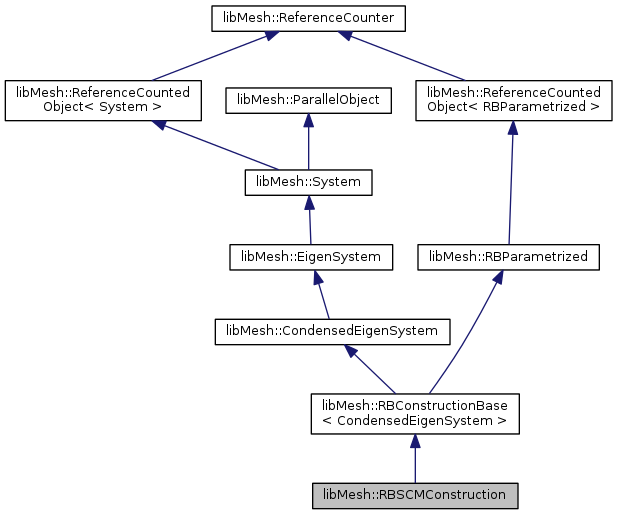 libMesh::ReferenceCounter
libMesh::ReferenceCounted
Object< System >
libMesh::ParallelObject
libMesh::ReferenceCounted
Object< RBParametrized >
libMesh::System
libMesh::EigenSystem
libMesh::RBParametrized
libMesh::CondensedEigenSystem
libMesh::RBConstructionBase
< CondensedEigenSystem >
libMesh::RBSCMConstruction